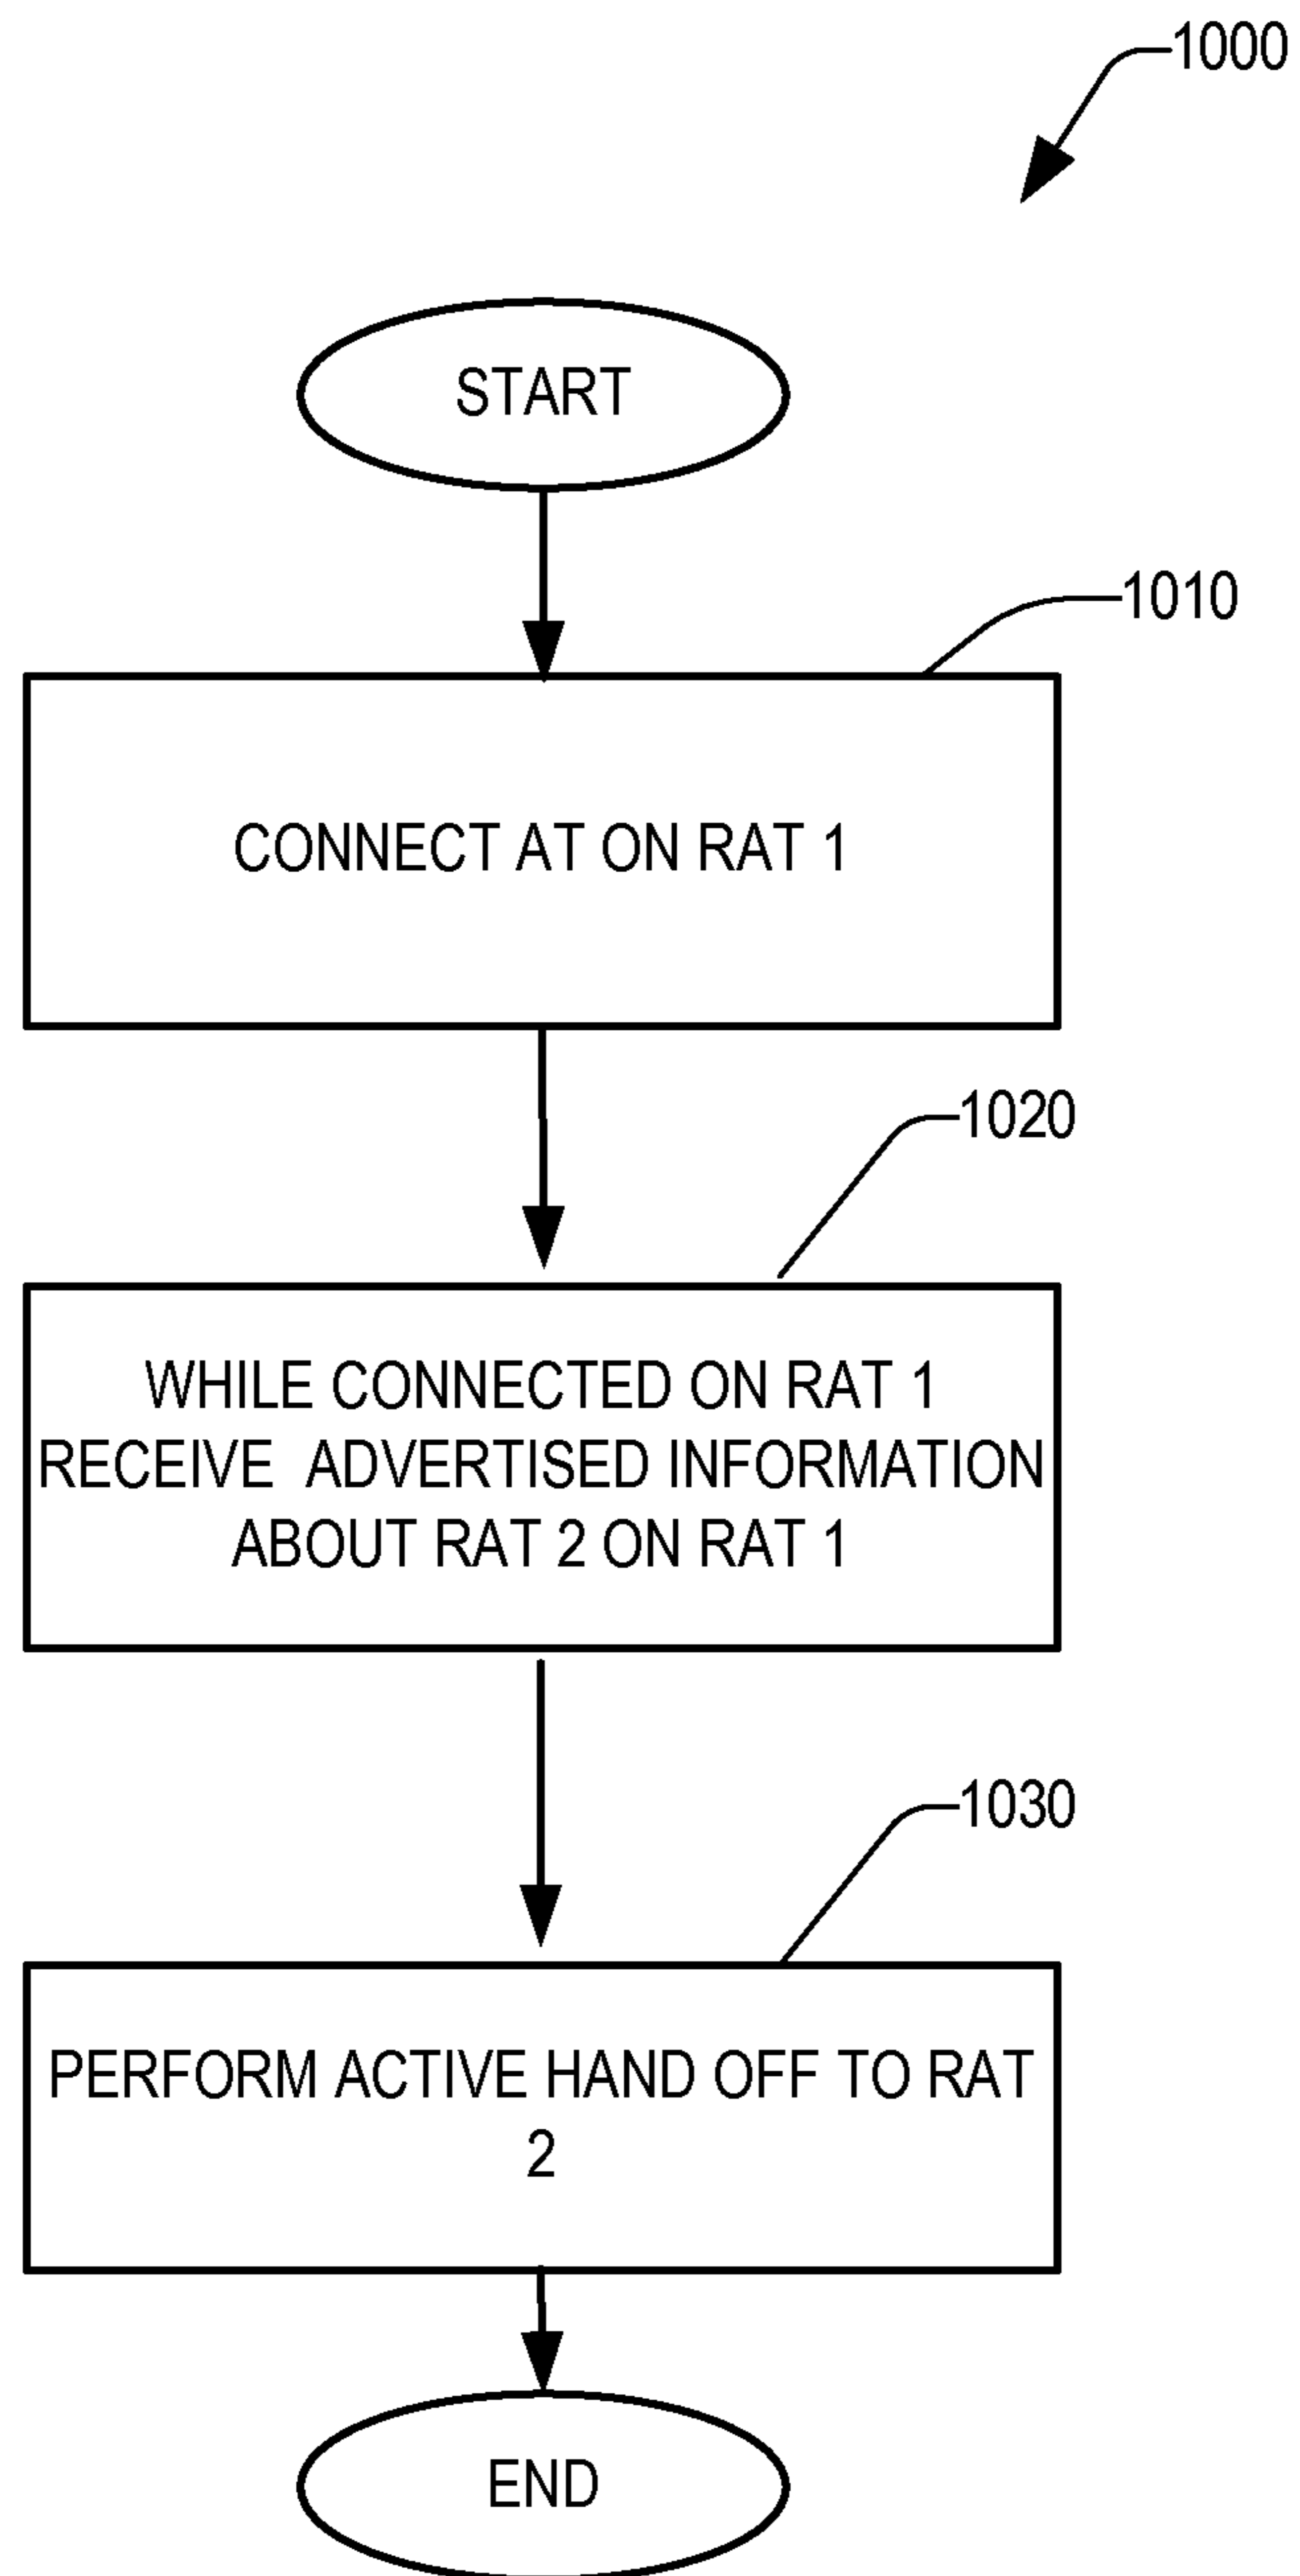 1000
START
1010
CONNECT AT ON RAT 1
1020
WHILE CONNECTED ON RAT 1
RECEIVE ADVERTISED INFORMATION
ABOUT RAT 2 ON RAT 1
1030
PERFORM ACTIVE HAND OFF TO RAT
2
END